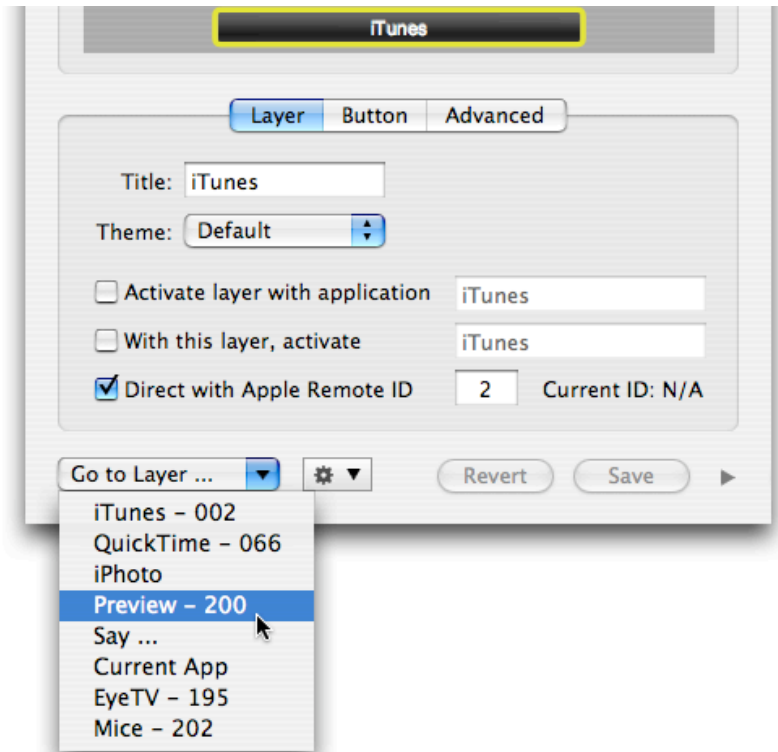 iTunes
Layer Button Advanced
Title: iTunes
Theme: Default
Activate layer with application iTunes
With this layer, activate iTunes
Direct with Apple Remote ID 2 Current ID: N/A
Go to Layer ... Revert Save
iTunes – 002
QuickTime – 066
iPhoto
Preview – 200
Say ...
Current App
EyeTV – 195
Mice – 202